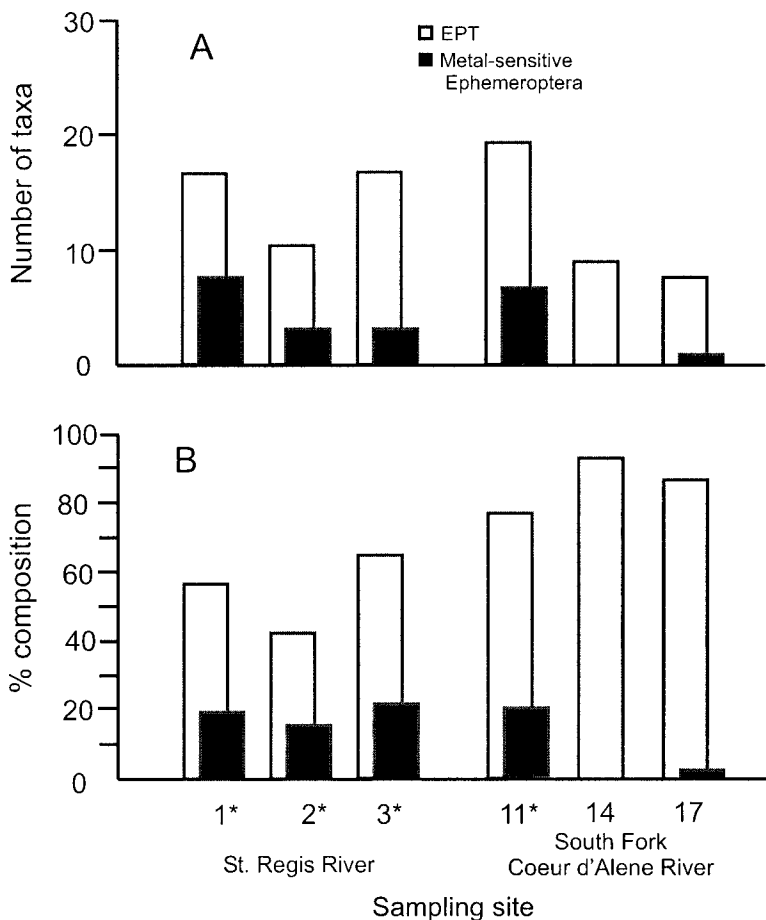 A
EPT
Metal-sensitive
Ephemeroptera
30
20
10
0
Number of taxa
B
100
80
60
40
20
0
% composition
1* 2* 3* 11* 14 17
St. Regis River
South Fork
Coeur d'Alene River
Sampling site